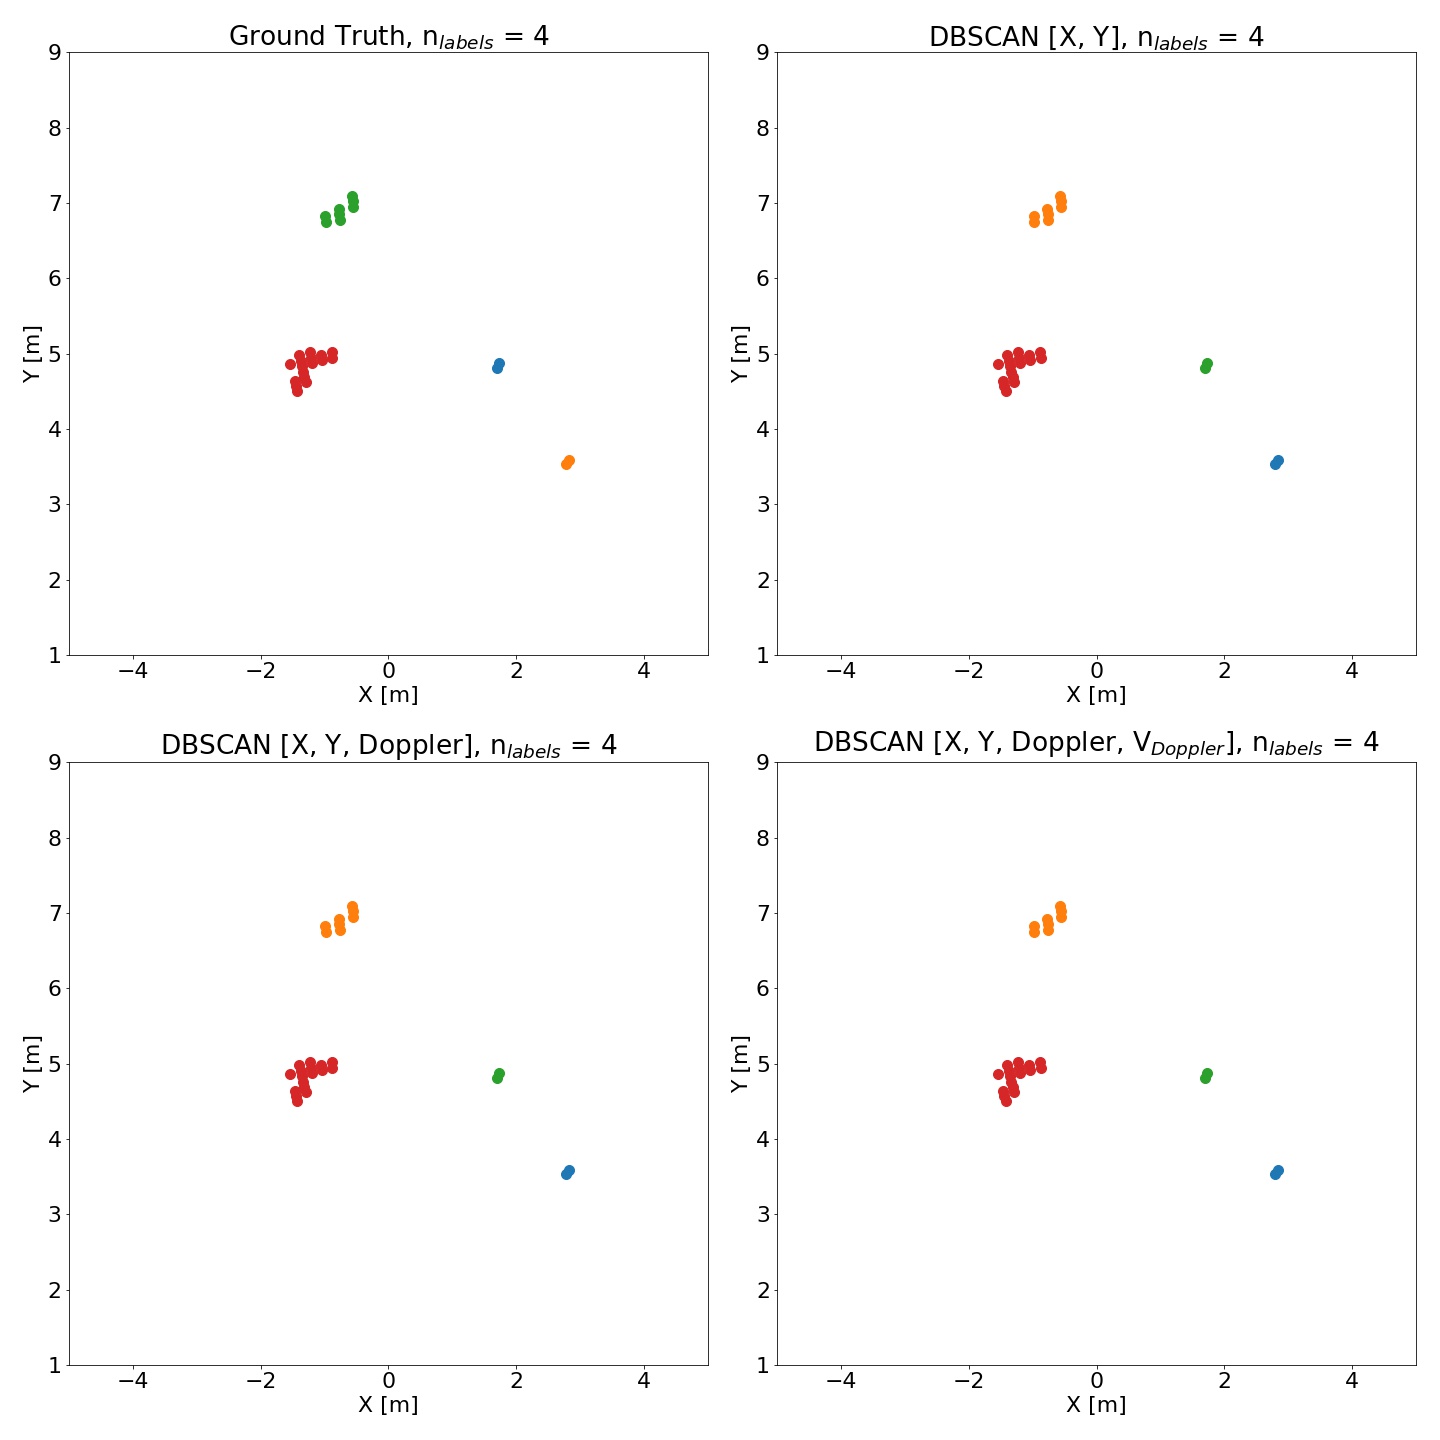 Ground Truth, n_labels = 4
9
8
7
6
5
4
3
2
1
Y [m]
−4 −2 0 2 4
X [m]
DBSCAN [X, Y], n_labels = 4
9
8
7
6
5
4
3
2
1
Y [m]
−4 −2 0 2 4
X [m]
DBSCAN [X, Y, Doppler], n_labels = 4
9
8
7
6
5
4
3
2
1
Y [m]
−4 −2 0 2 4
X [m]
DBSCAN [X, Y, Doppler, V_Doppler], n_labels = 4
9
8
7
6
5
4
3
2
1
Y [m]
−4 −2 0 2 4
X [m]